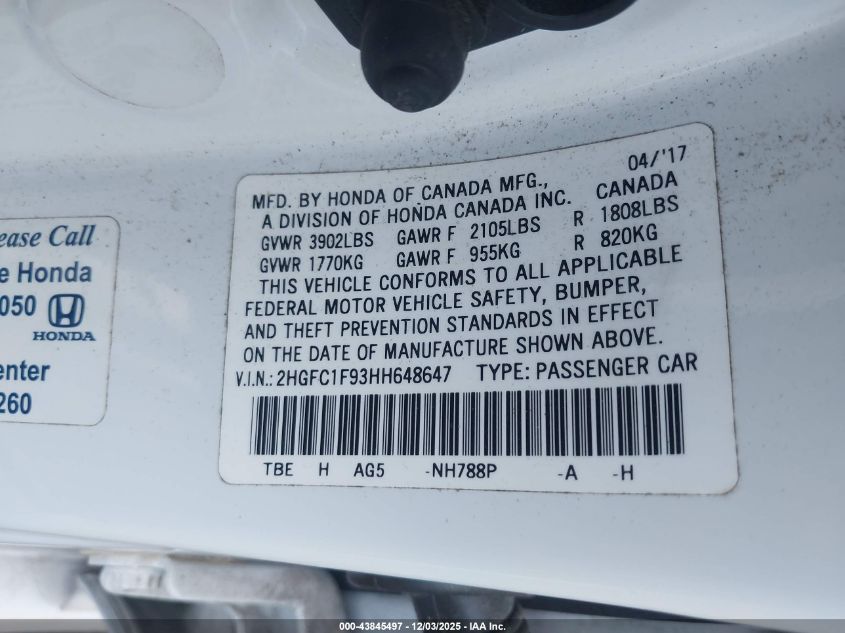 04/'17
MFD. BY HONDA OF CANADA MFG.,
A DIVISION OF HONDA CANADA INC. CANADA
GVWR 3902LBS GAWR F 2105LBS R 1808LBS
GVWR 1770KG GAWR F 955KG R 820KG
THIS VEHICLE CONFORMS TO ALL APPLICABLE
FEDERAL MOTOR VEHICLE SAFETY, BUMPER,
AND THEFT PREVENTION STANDARDS IN EFFECT
ON THE DATE OF MANUFACTURE SHOWN ABOVE.
V.I.N.: 2HGFC1F93HH648647 TYPE: PASSENGER CAR
TBE H AG5 -NH788P -A -H
ease Call
e Honda
050
HONDA
enter
260
000-43845497 - 12/03/2025 - IAA Inc.